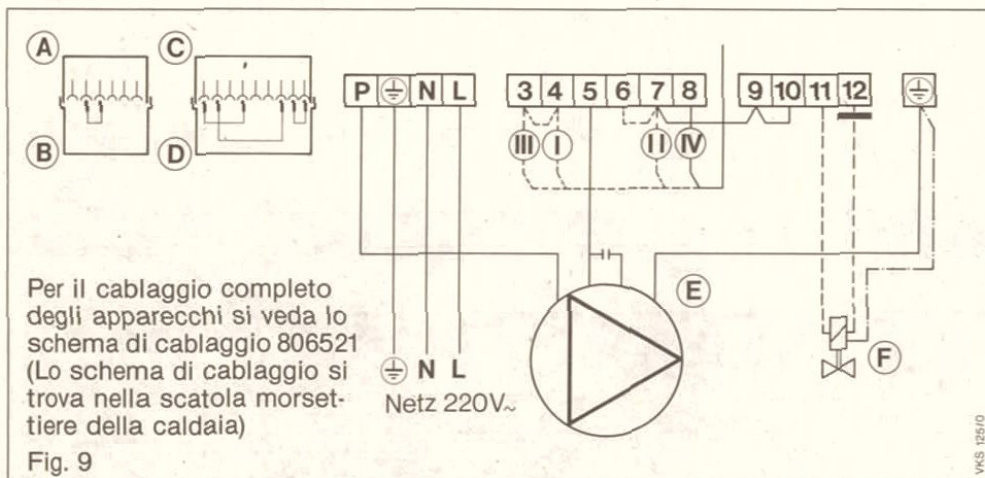 A C
P N L 3 4 5 6 7 8 9 10 11 12
B D
III I II IV
E
Per il cablaggio completo
degli apparecchi si veda lo
schema di cablaggio 806521
(Lo schema di cablaggio si
trova nella scatola morset-
tiere della caldaia)
Fig. 9
N L
Netz 220V~
F
VKS 125/0